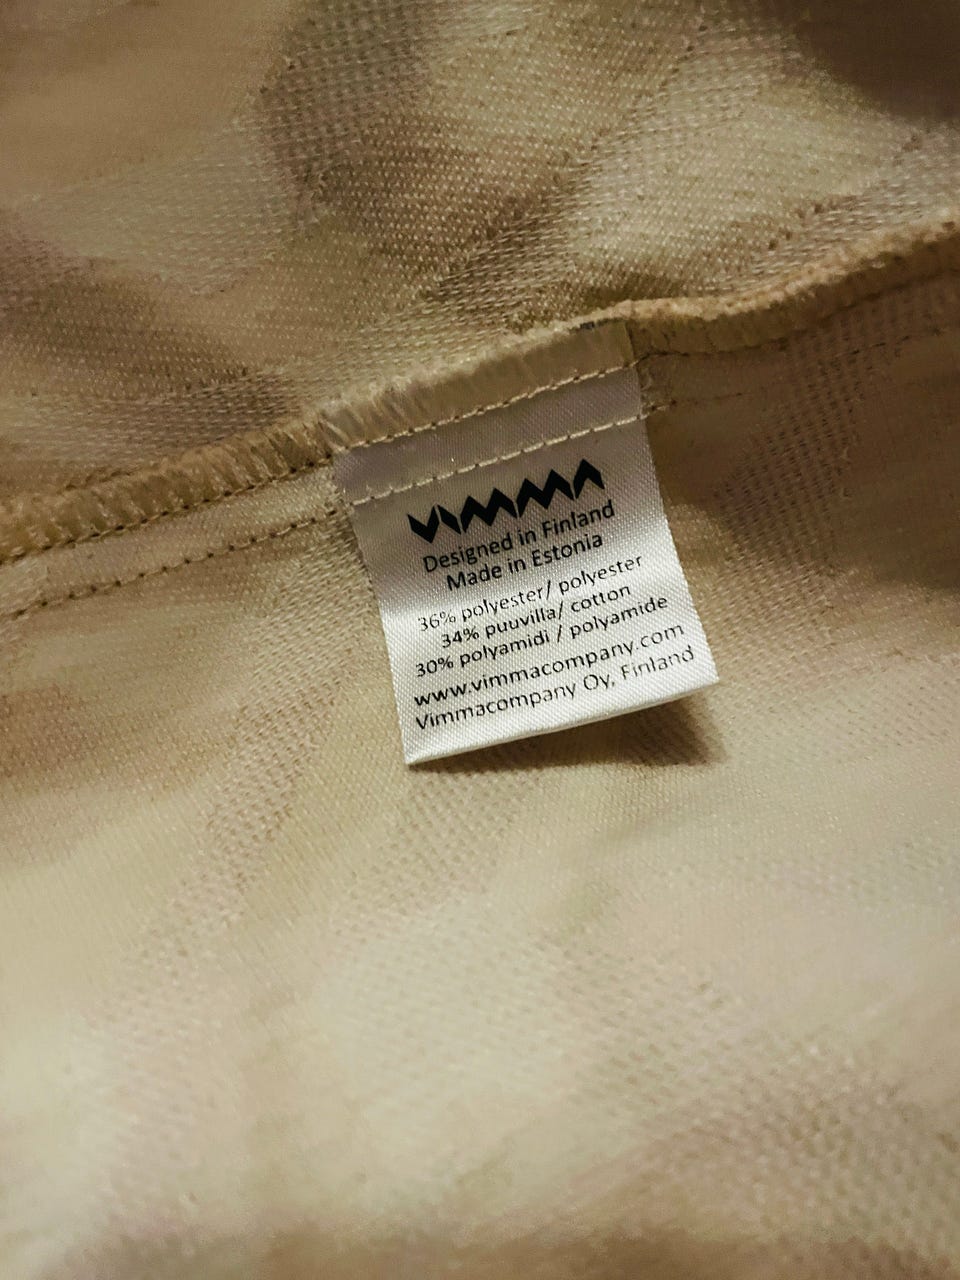 VIMMA
Designed in Finland
Made in Estonia
36% polyester/ polyester
34% puuvilla/ cotton
30% polyamidi / polyamide
www.vimmacompany.com
Vimmacompany Oy, Finland